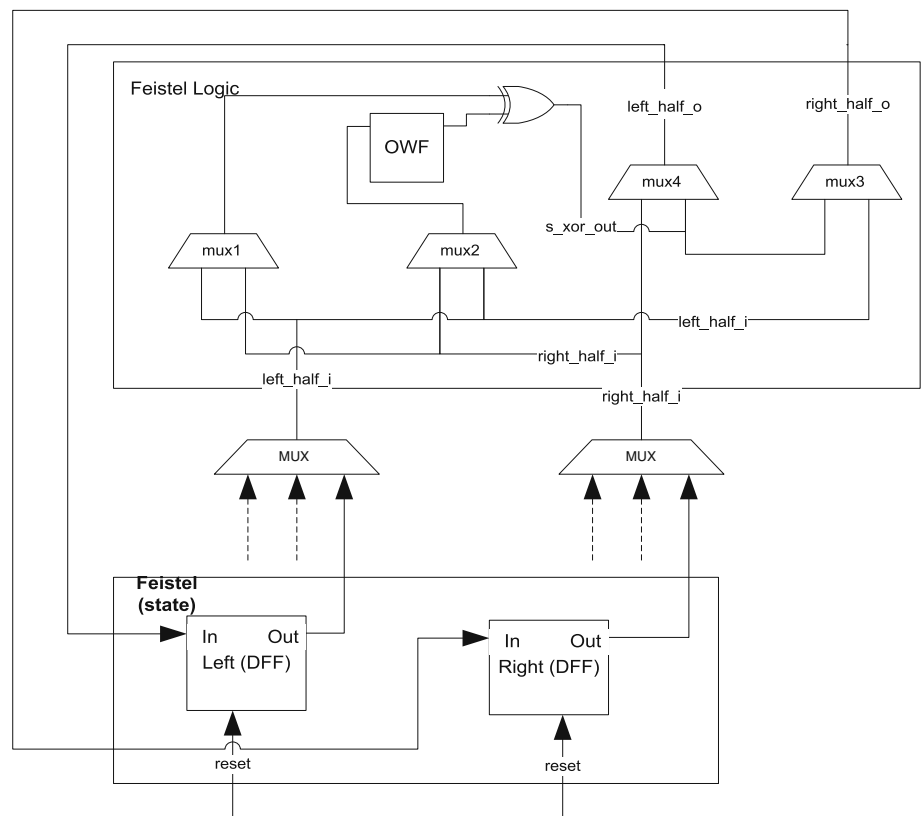 Feistel Logic
left_half_o
right_half_o
OWF
mux4
mux3
s_xor_out
mux1
mux2
left_half_i
right_half_i
left_half_i
right_half_i
MUX
MUX
Feistel
(state)
In Out
Left (DFF)
In Out
Right (DFF)
reset
reset